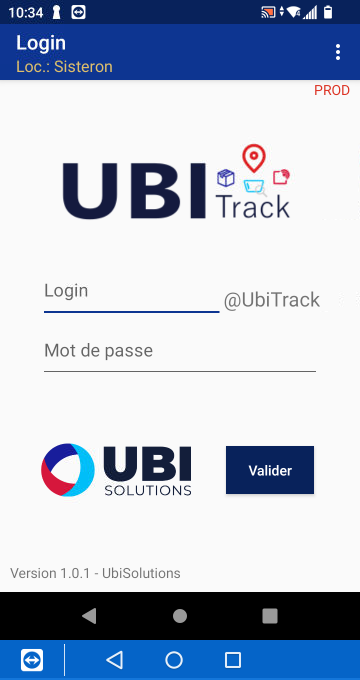 10:34
Login
Loc.: Sisteron
PROD
UBI
Track
Login
@UbiTrack
Mot de passe
UBI
SOLUTIONS
Valider
Version 1.0.1 - UbiSolutions